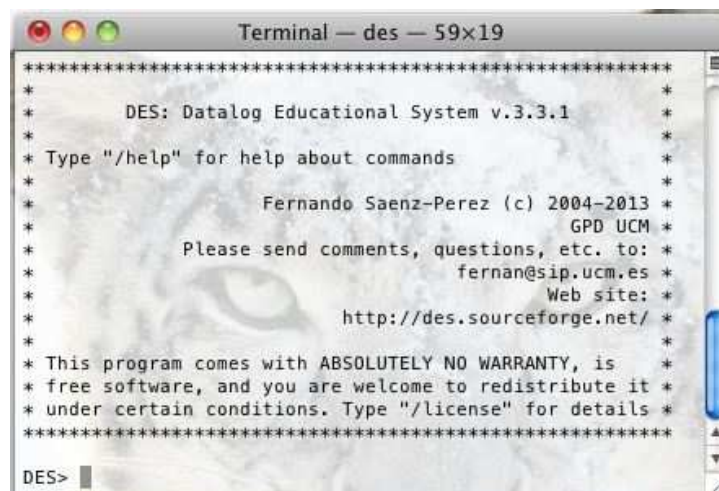 Terminal — des — 59×19
*********************************************************
*                                                       *
*         DES: Datalog Educational System v.3.3.1         *
*                                                       *
* Type "/help" for help about commands                  *
*                                                       *
*                    Fernando Saenz-Perez (c) 2004-2013 *
*                                               GPD UCM *
*             Please send comments, questions, etc. to: *
*                                     fernan@sip.ucm.es *
*                                             Web site: *
*                           http://des.sourceforge.net/ *
*                                                       *
* This program comes with ABSOLUTELY NO WARRANTY, is    *
* free software, and you are welcome to redistribute it *
* under certain conditions. Type "/license" for details *
*********************************************************
DES>